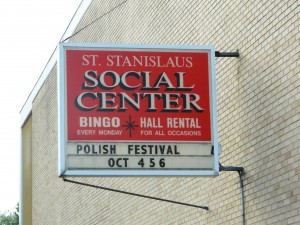 ST. STANISLAUS
SOCIAL
CENTER
BINGO HALL RENTAL
EVERY MONDAY FOR ALL OCCASIONS
POLISH FESTIVAL
OCT 4 5 6